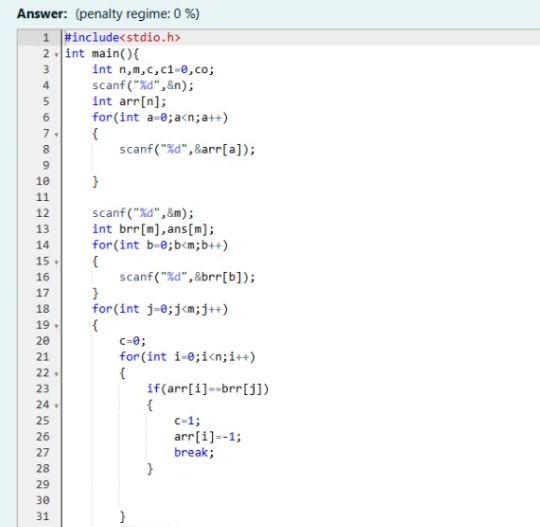 Answer: (penalty regime: 0 %)
1 #include<stdio.h>
2 int main(){
3 int n,m,c,c1=0,co;
4 scanf("%d",&n);
5 int arr[n];
6 for(int a=0;a<n;a++)
7 {
8 scanf("%d",&arr[a]);
9
10 }
11
12 scanf("%d",&m);
13 int brr[m],ans[m];
14 for(int b=0;b<m;b++)
15 {
16 scanf("%d",&brr[b]);
17 }
18 for(int j=0;j<m;j++)
19 {
20 c=0;
21 for(int i=0;i<n;i++)
22 {
23 if(arr[i]==brr[j])
24 {
25 c=1;
26 arr[i]=-1;
27 break;
28 }
29
30
31 }